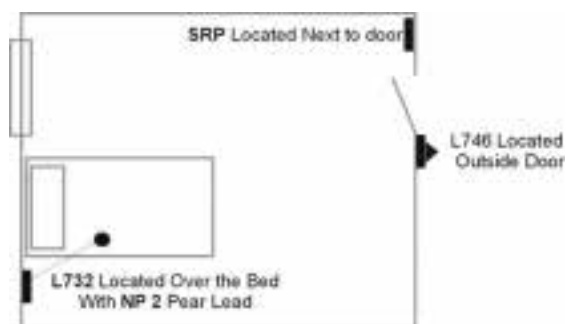 SRP Located Next to door
L746 Located
Outside Door
L732 Located Over the Bed
With NP 2 Pear Lead